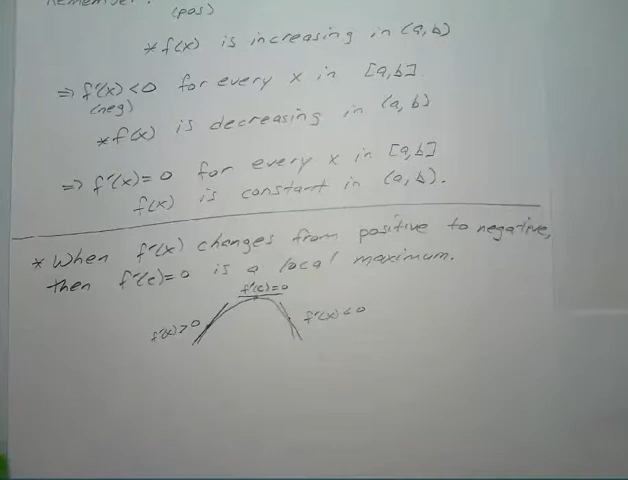 Remember:
(pos)
* f(x) is increasing in (a,b)
⇒ f'(x) < 0 for every x in [a,b]
(neg)
* f(x) is decreasing in (a,b)
⇒ f'(x) = 0 for every x in [a,b]
f(x) is constant in (a,b).
* When f'(x) changes from positive to negative,
then f'(c)=0 is a local maximum.
f'(c)=0
f'(x)>0
f'(x)<0